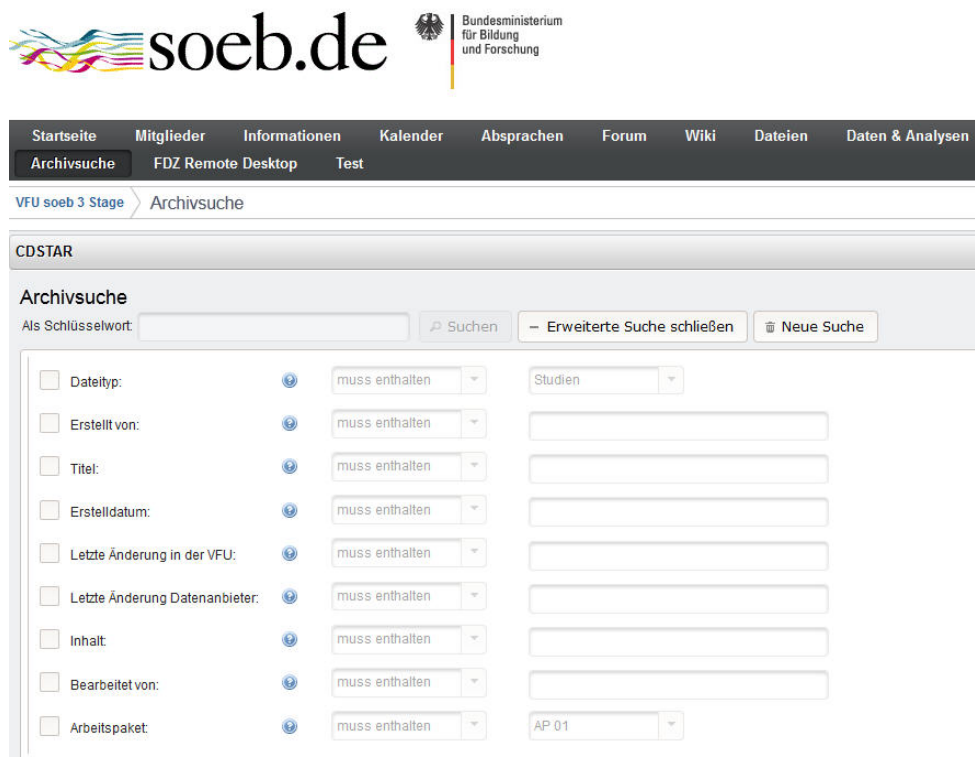 soeb.de
Bundesministerium
für Bildung
und Forschung
Startseite Mitglieder Informationen Kalender Absprachen Forum Wiki Dateien Daten & Analysen
Archivsuche FDZ Remote Desktop Test
VFU soeb 3 Stage Archivsuche
CDSTAR
Archivsuche
Als Schlüsselwort: Suchen – Erweiterte Suche schließen Neue Suche
Dateityp: ? muss enthalten Studien
Erstellt von: ? muss enthalten
Titel: ? muss enthalten
Erstelldatum: ? muss enthalten
Letzte Änderung in der VFU: ? muss enthalten
Letzte Änderung Datenanbieter: ? muss enthalten
Inhalt: ? muss enthalten
Bearbeitet von: ? muss enthalten
Arbeitspaket: ? muss enthalten AP 01